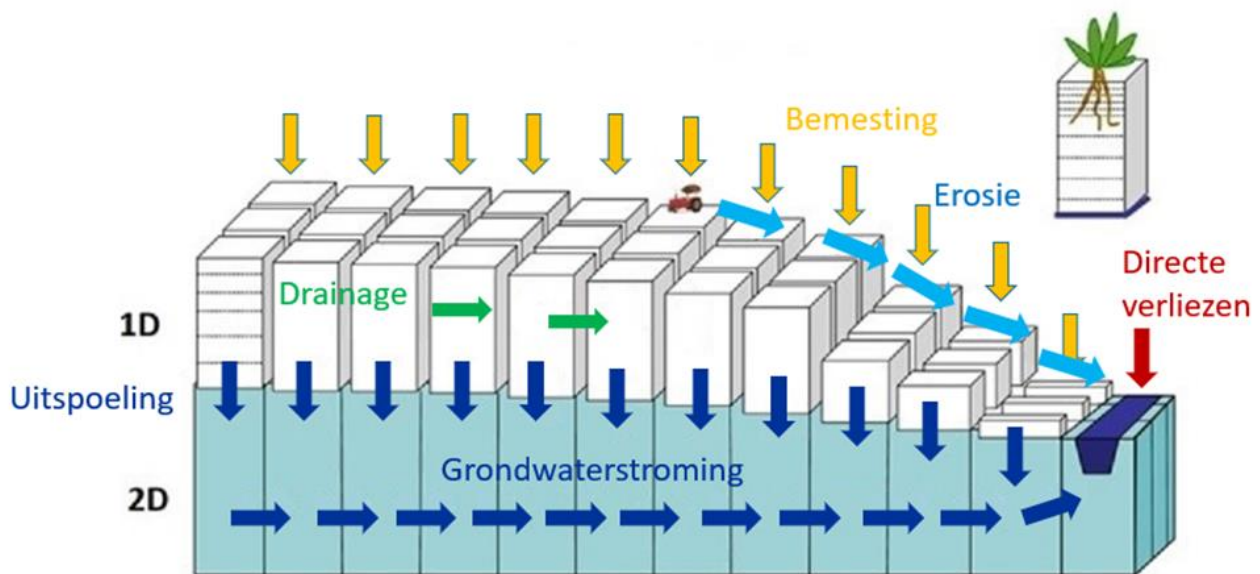 Bemesting
Erosie
Directe
verliezen
Drainage
1D
Uitspoeling
Grondwaterstroming
2D